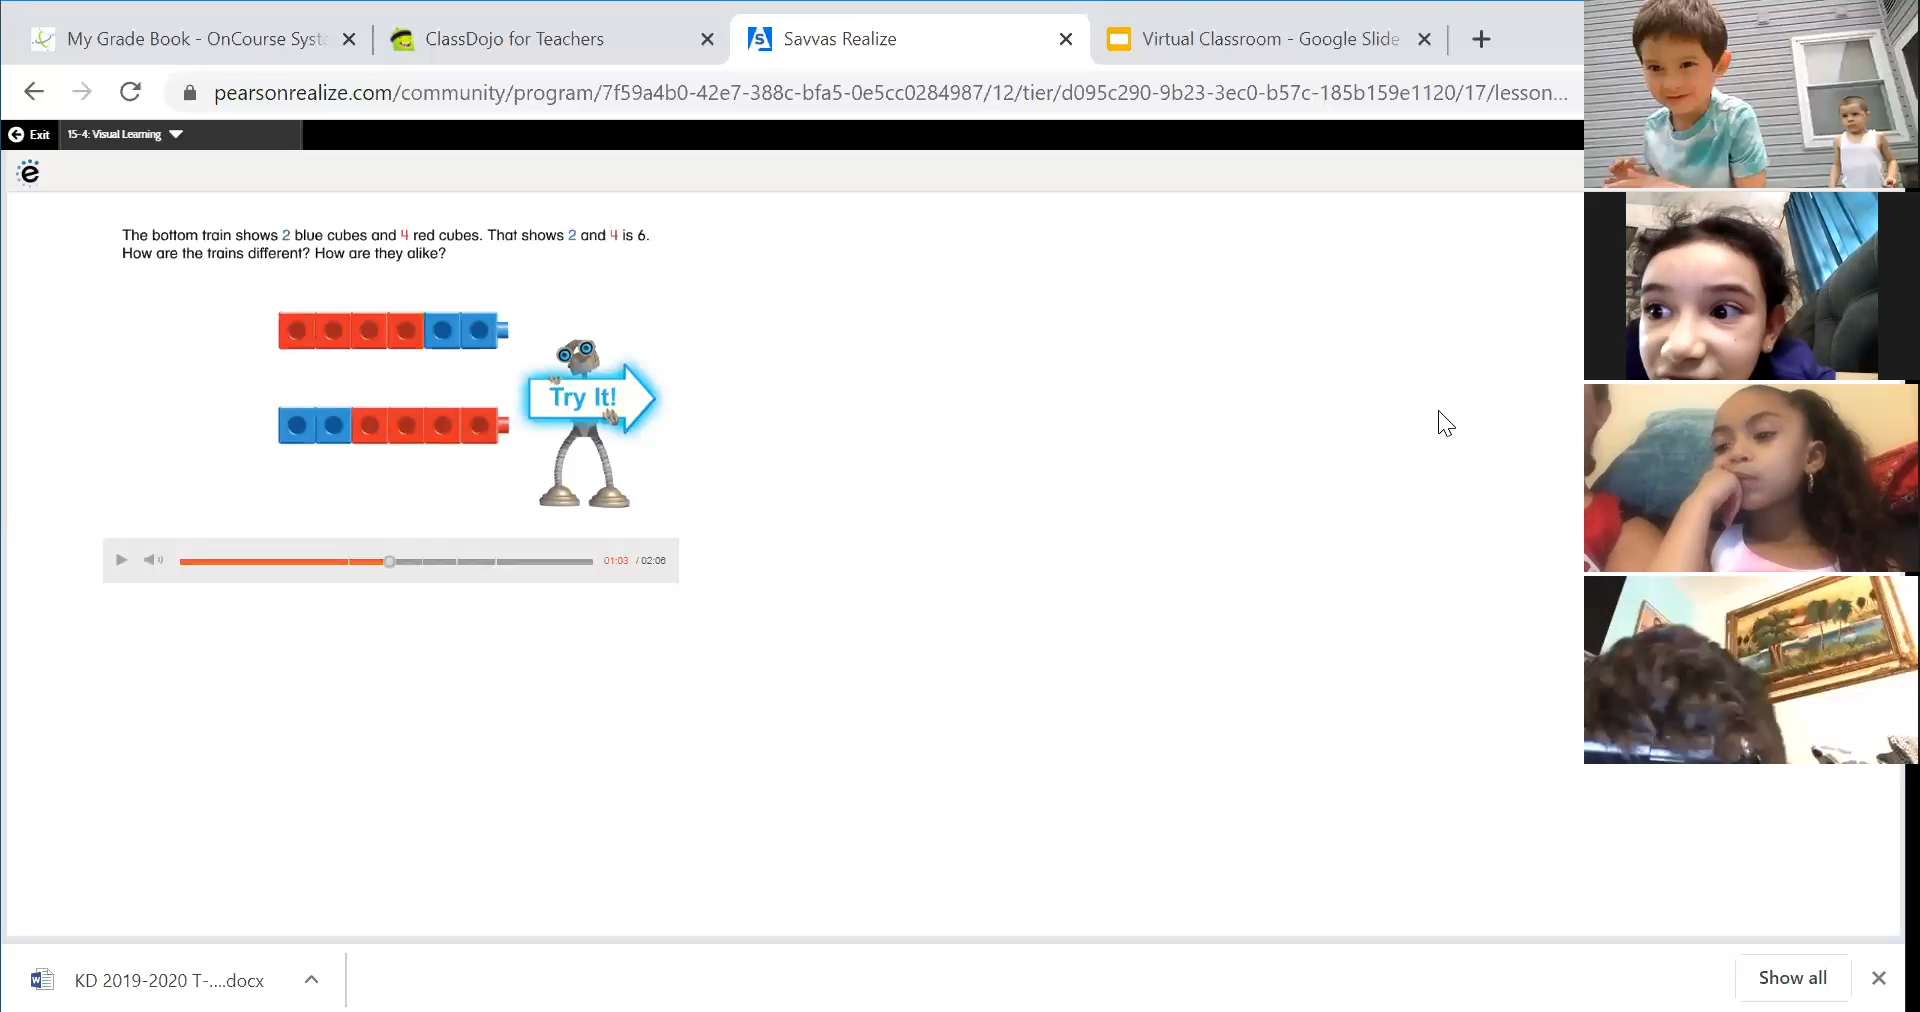 My Grade Book - OnCourse Syste
ClassDojo for Teachers
Savvas Realize
Virtual Classroom - Google Slide
pearsonrealize.com/community/program/7f59a4b0-42e7-388c-bfa5-0e5cc0284987/12/tier/d095c290-9b23-3ec0-b57c-185b159e1120/17/lesson...
Exit
15-4: Visual Learning
e
The bottom train shows 2 blue cubes and 4 red cubes. That shows 2 and 4 is 6.
How are the trains different? How are they alike?
Try It!
01:03 / 02:06
KD 2019-2020 T-....docx
Show all